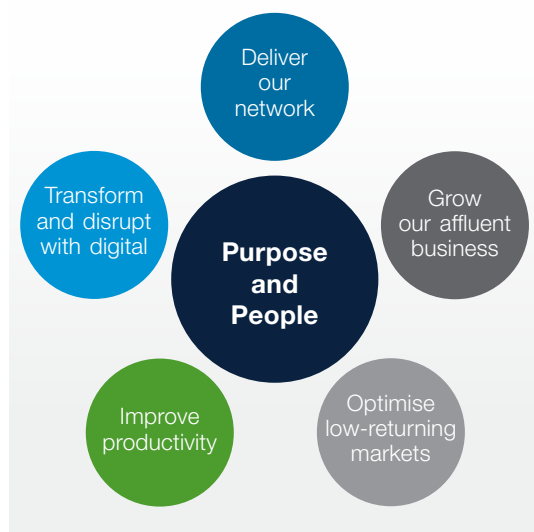 Deliver
our
network
Transform
and disrupt
with digital
Grow
our affluent
business
Purpose
and
People
Improve
productivity
Optimise
low-returning
markets